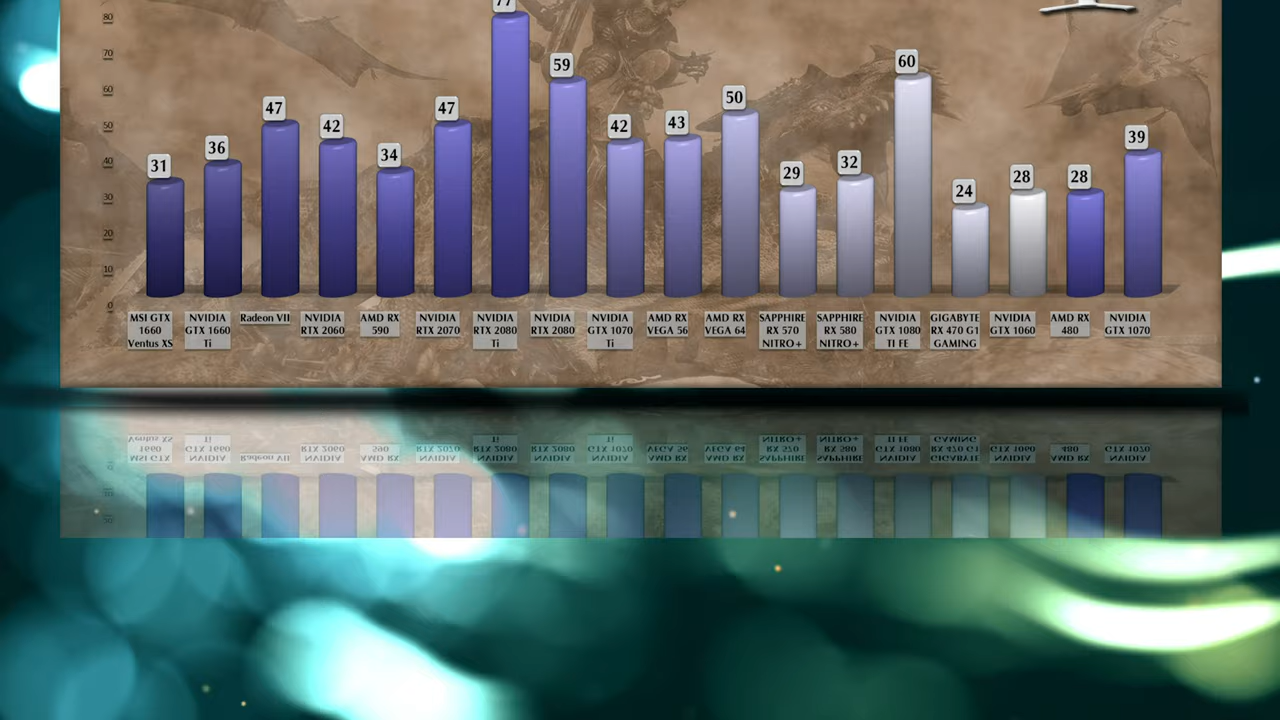 77
80
70
60
50
40
30
20
10
0
31
36
47
42
34
47
59
42
43
50
29
32
60
24
28
28
39
MSI GTX
1660
Ventus XS
NVIDIA
GTX 1660
Ti
Radeon VII
NVIDIA
RTX 2060
AMD RX
590
NVIDIA
RTX 2070
NVIDIA
RTX 2080
Ti
NVIDIA
RTX 2080
NVIDIA
GTX 1070
Ti
AMD RX
VEGA 56
AMD RX
VEGA 64
SAPPHIRE
RX 570
NITRO+
SAPPHIRE
RX 580
NITRO+
NVIDIA
GTX 1080
TI FE
GIGABYTE
RX 470 G1
GAMING
NVIDIA
GTX 1060
AMD RX
480
NVIDIA
GTX 1070